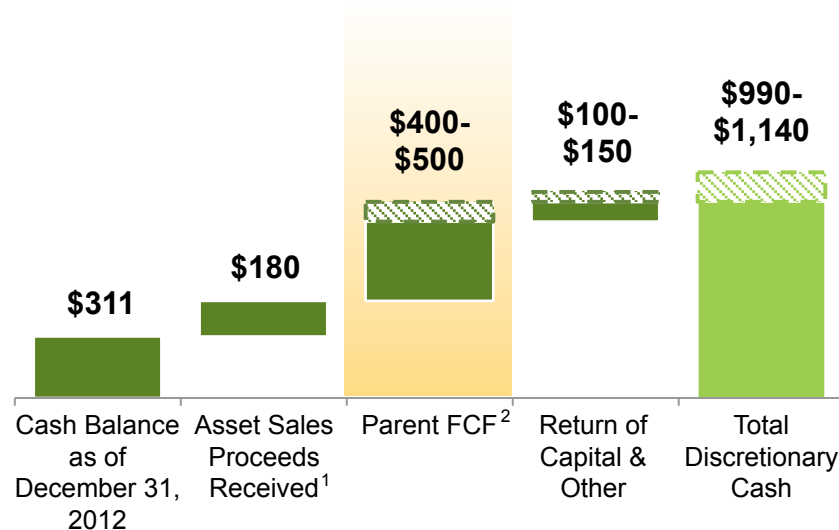 $311
$180
$400-
$500
$100-
$150
$990-
$1,140
Cash Balance
as of
December 31,
2012
Asset Sales
Proceeds
Received1
Parent FCF2
Return of
Capital &
Other
Total
Discretionary
Cash